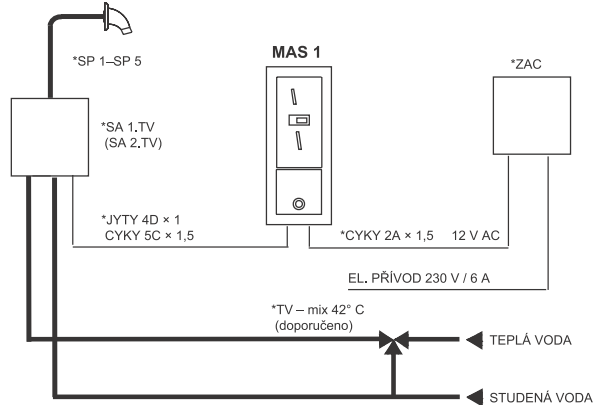 *SP 1–SP 5
MAS 1
*ZAC
*SA 1.TV
(SA 2.TV)
*JYTY 4D × 1
CYKY 5C × 1,5
*CYKY 2A × 1,5 12 V AC
EL. PŘÍVOD 230 V / 6 A
*TV – mix 42° C
(doporučeno)
TEPLÁ VODA
STUDENÁ VODA